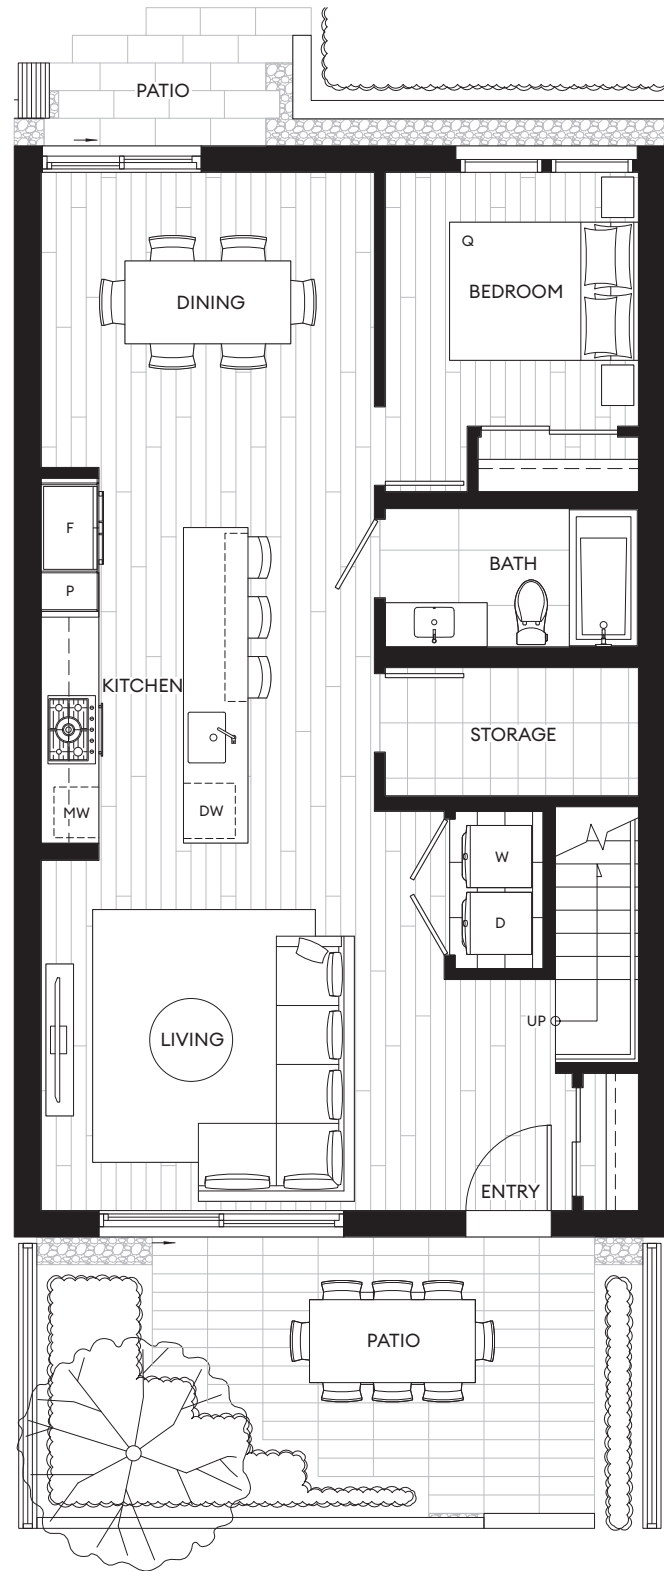 PATIO
Q
DINING
BEDROOM
F
BATH
P
KITCHEN
STORAGE
MW
DW
W
D
UP
LIVING
ENTRY
PATIO